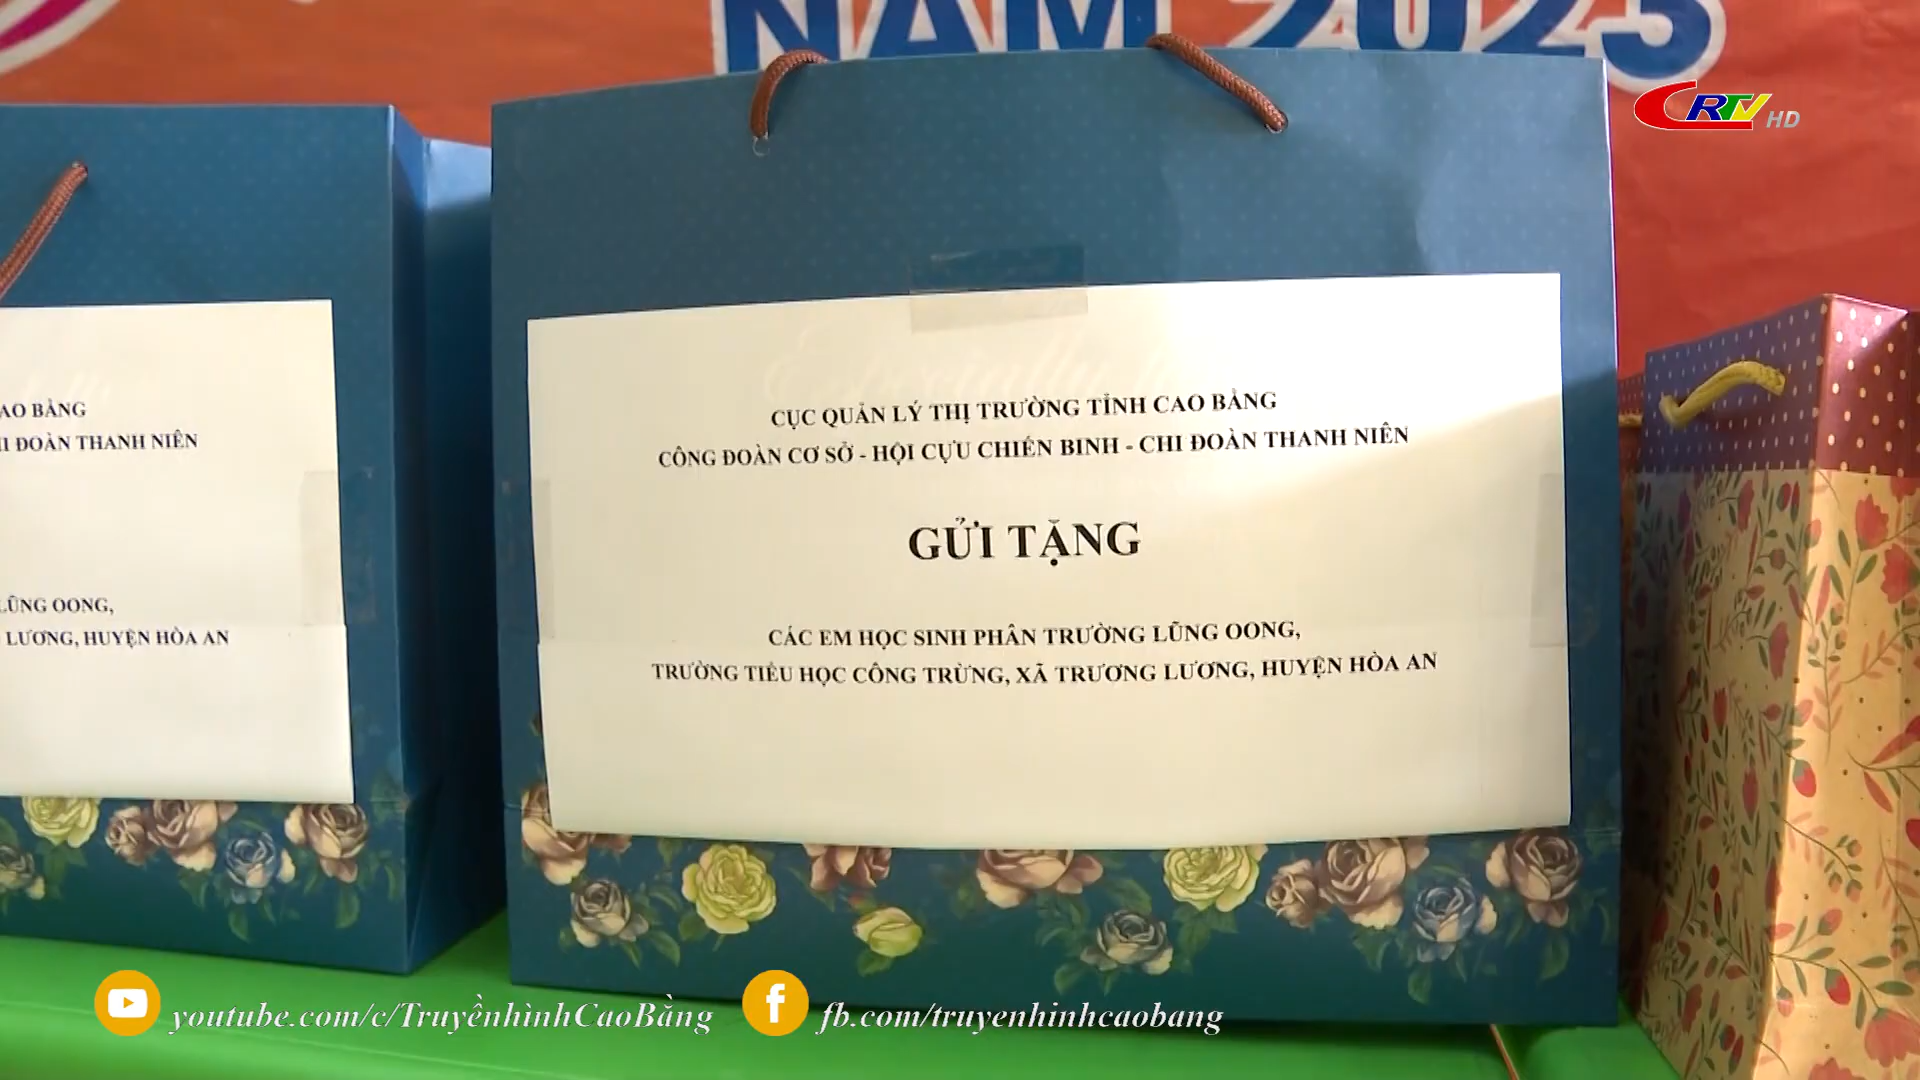 NĂM 2023
CRTV HD
AO BẰNG
HI ĐOÀN THANH NIÊN
LŨNG OONG,
LƯƠNG, HUYỆN HÒA AN
Especially
CỤC QUẢN LÝ THỊ TRƯỜNG TỈNH CAO BẰNG
CÔNG ĐOÀN CƠ SỞ - HỘI CỰU CHIẾN BINH - CHI ĐOÀN THANH NIÊN
GỬI TẶNG
CÁC EM HỌC SINH PHÂN TRƯỜNG LŨNG OONG,
TRƯỜNG TIỂU HỌC CÔNG TRỪNG, XÃ TRƯƠNG LƯƠNG, HUYỆN HÒA AN
youtube.com/c/TruyềnhìnhCaoBằng
fb.com/truyenhinhcaobang